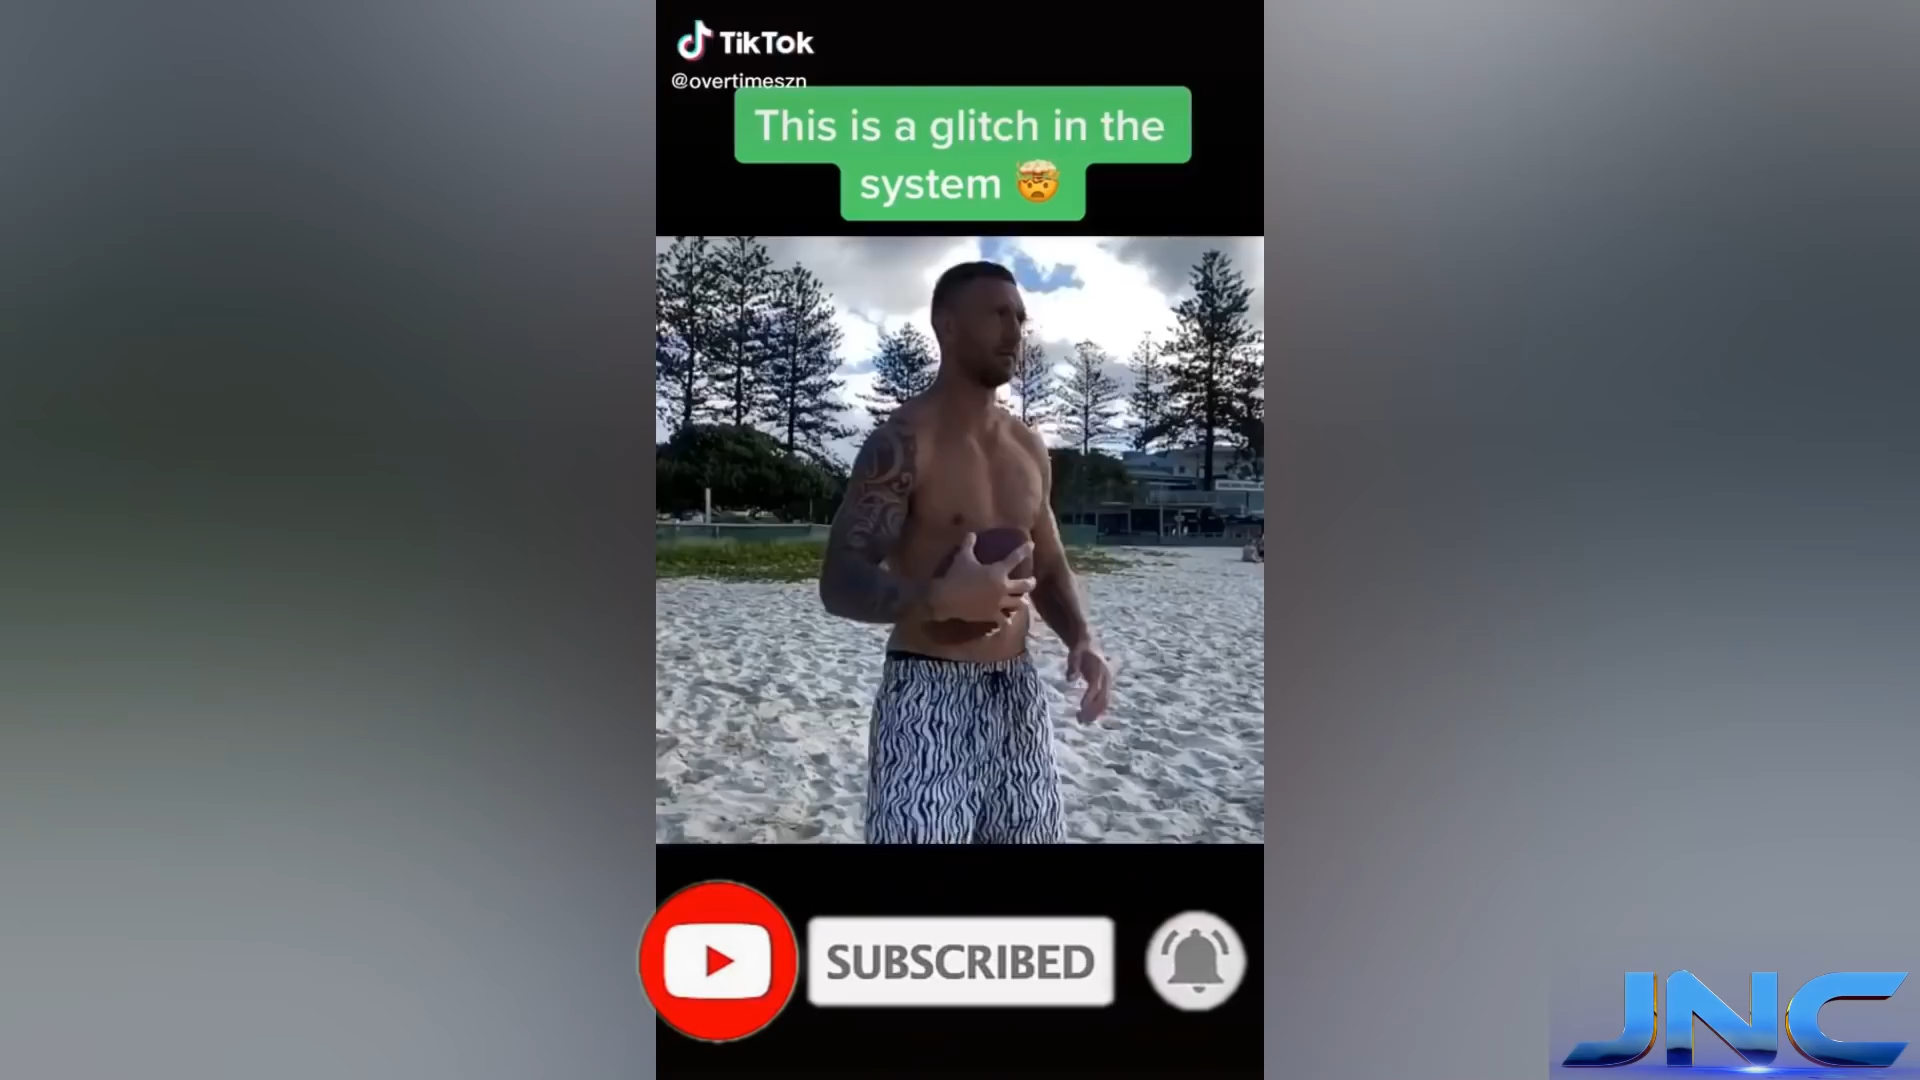 TikTok
@overtimeszn
This is a glitch in the
system 🤯
SUBSCRIBED
JNC